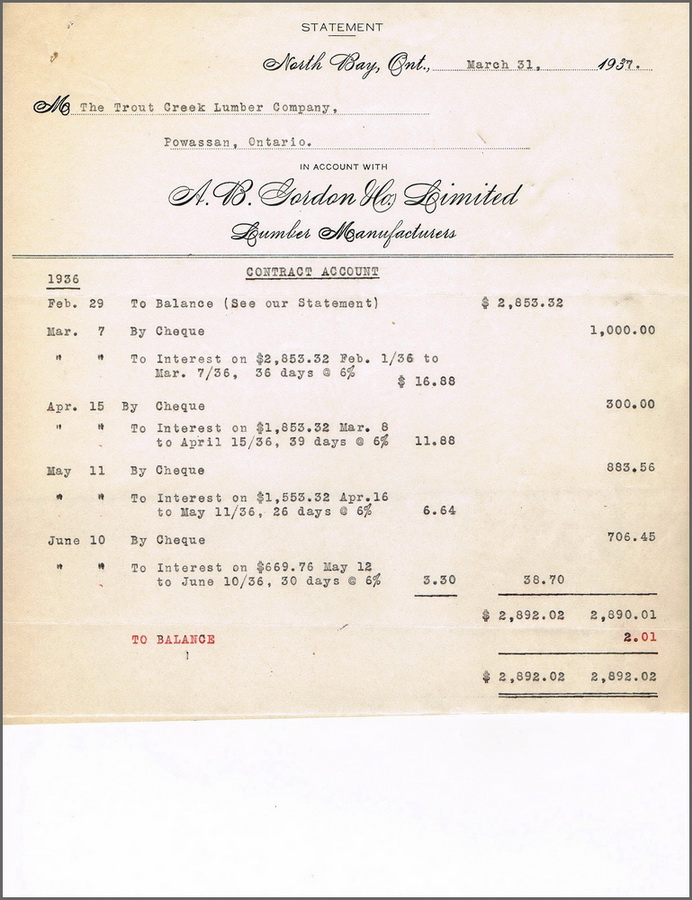 STATEMENT
North Bay, Ont., March 31, 1937.
M The Trout Creek Lumber Company,
Powassan, Ontario.
IN ACCOUNT WITH
A. B. Gordon & Co. Limited
Lumber Manufacturers
1936 CONTRACT ACCOUNT
Feb. 29 To Balance (See our Statement) $ 2,853.32
Mar. 7 By Cheque 1,000.00
" " To Interest on $2,853.32 Feb. 1/36 to
Mar. 7/36, 36 days @ 6% $ 16.88
Apr. 15 By Cheque 300.00
" " To Interest on $1,853.32 Mar. 8
to April 15/36, 39 days @ 6% 11.88
May 11 By Cheque 883.56
" " To Interest on $1,553.32 Apr.16
to May 11/36, 26 days @ 6% 6.64
June 10 By Cheque 706.45
" " To Interest on $669.76 May 12
to June 10/36, 30 days @ 6% 3.30 38.70
$ 2,892.02 2,890.01
TO BALANCE 2.01
$ 2,892.02 2,892.02